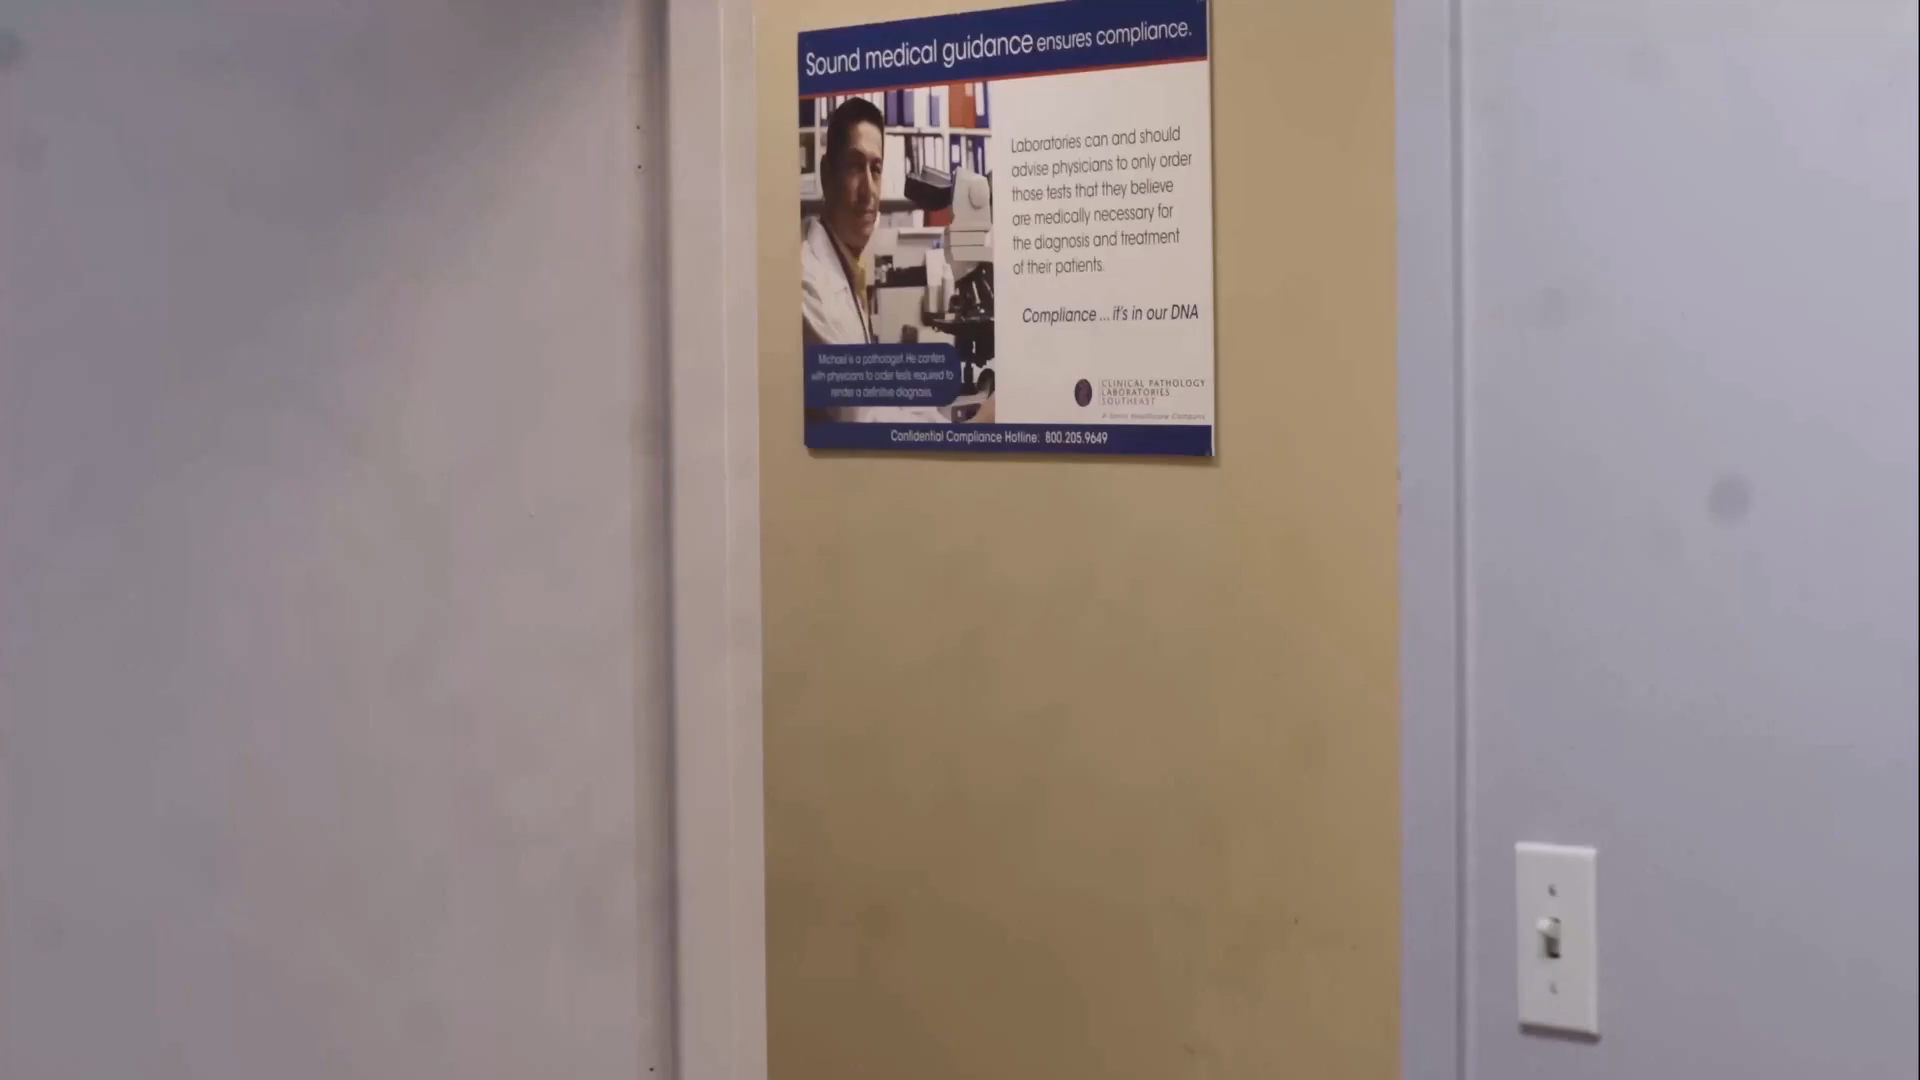 Sound medical guidance ensures compliance.
Laboratories can and should
advise physicians to only order
those tests that they believe
are medically necessary for
the diagnosis and treatment
of their patients.
Compliance ... it's in our DNA
Michael is a pathologist. He confers
with physicians to order tests required to
render a definitive diagnosis.
CLINICAL PATHOLOGY
LABORATORIES
SOUTHEAST
A Sonic Healthcare Company
Confidential Compliance Hotline: 800.205.9649